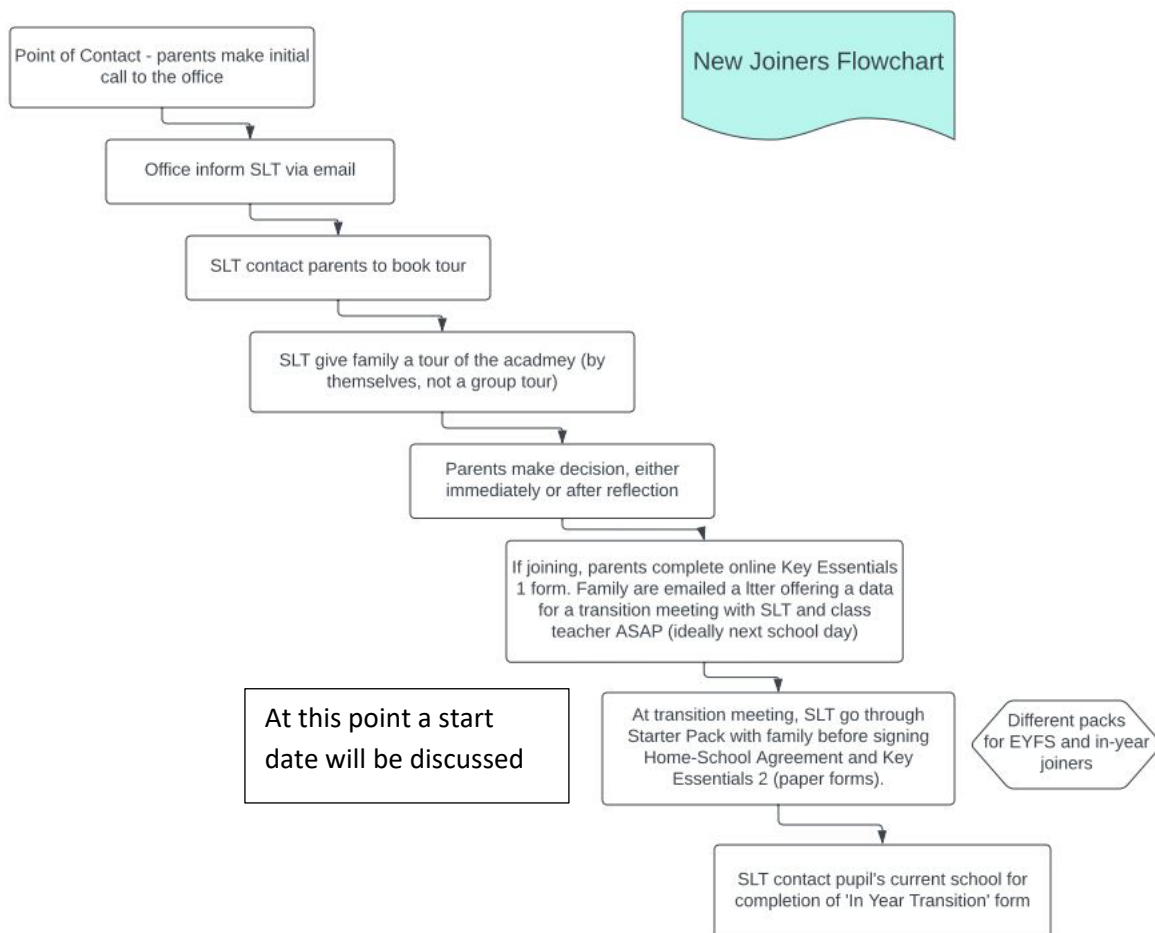 New Joiners Flowchart
Point of Contact - parents make initial
call to the office
Office inform SLT via email
SLT contact parents to book tour
SLT give family a tour of the acadmey (by
themselves, not a group tour)
Parents make decision, either
immediately or after reflection
If joining, parents complete online Key Essentials
1 form. Family are emailed a ltter offering a data
for a transition meeting with SLT and class
teacher ASAP (ideally next school day)
At this point a start
date will be discussed
At transition meeting, SLT go through
Starter Pack with family before signing
Home-School Agreement and Key
Essentials 2 (paper forms).
Different packs
for EYFS and in-year
joiners
SLT contact pupil's current school for
completion of 'In Year Transition' form